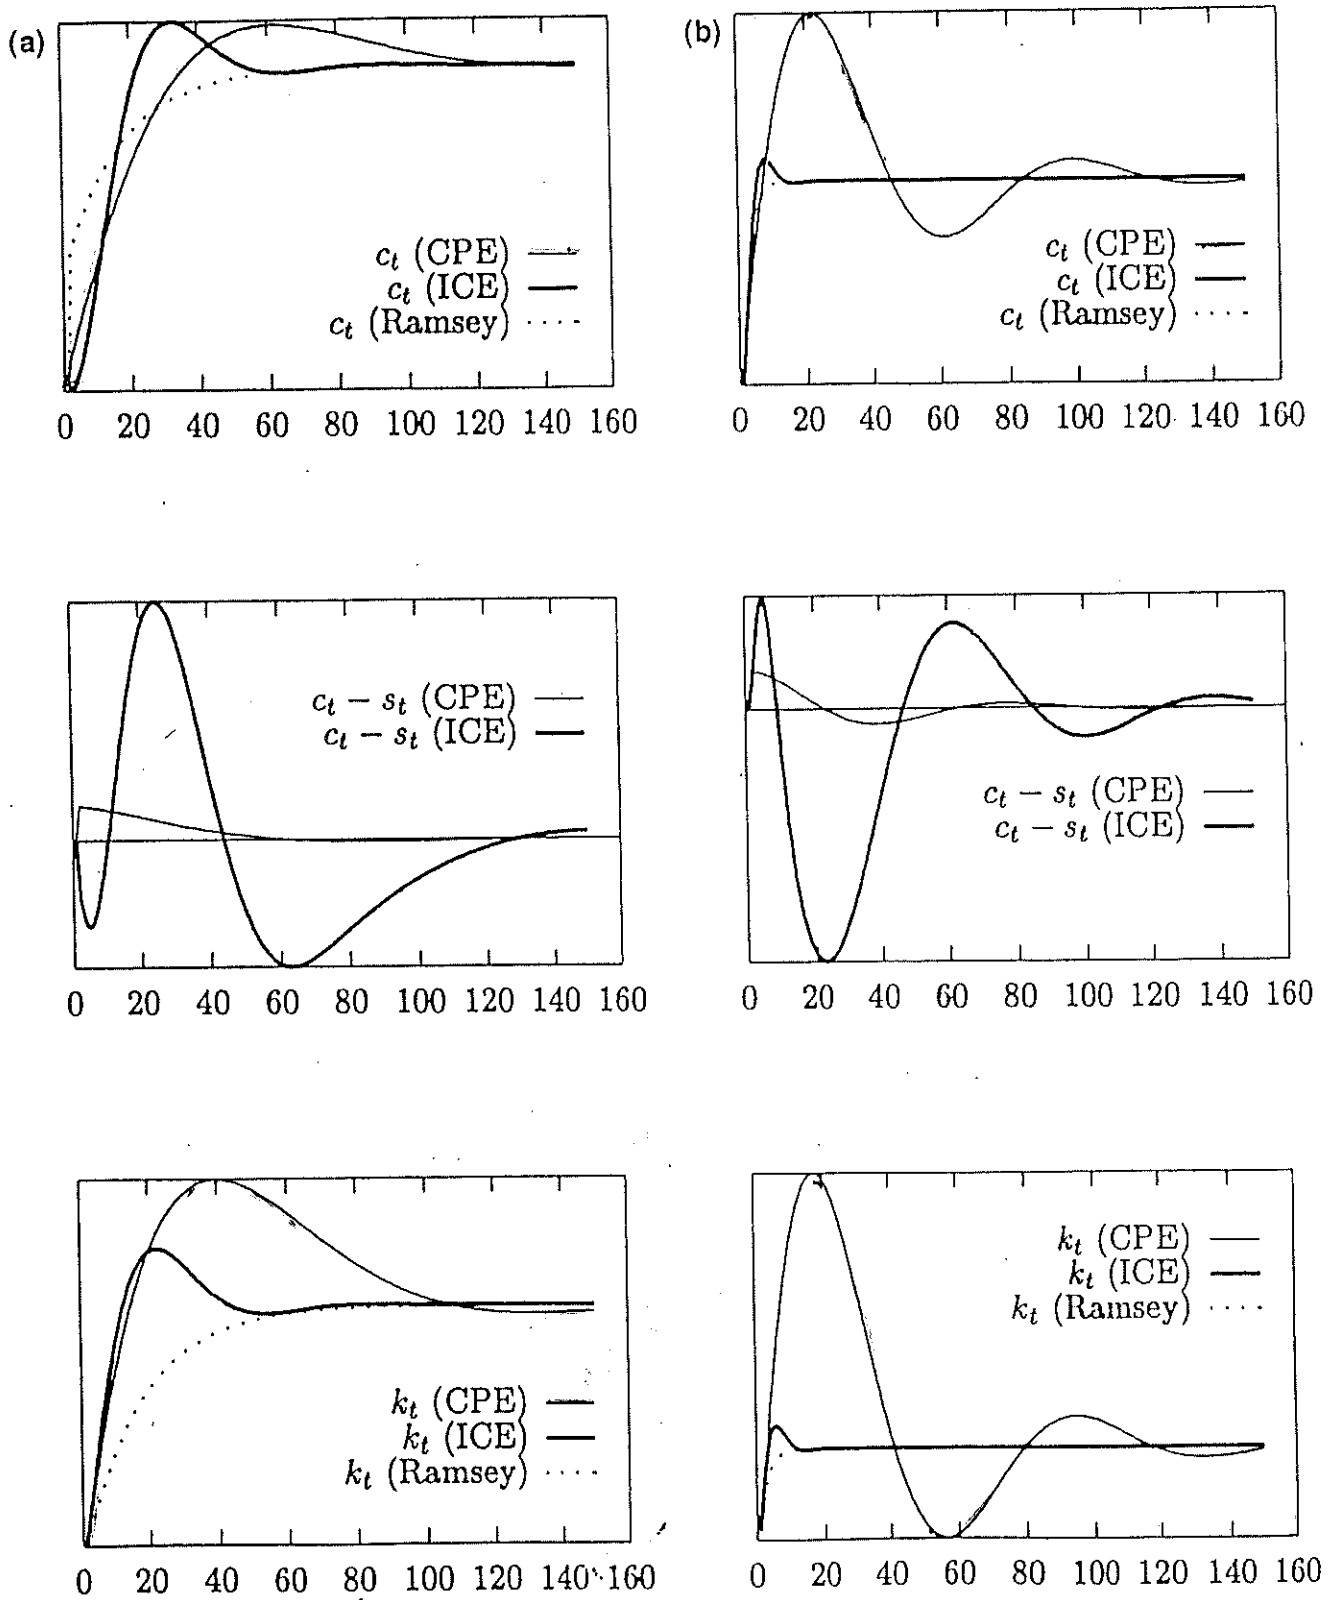 (a)
c_t (CPE)
c_t (ICE)
c_t (Ramsey)
0 20 40 60 80 100 120 140 160
(b)
c_t (CPE)
c_t (ICE)
c_t (Ramsey)
0 20 40 60 80 100 120 140 160
c_t − s_t (CPE)
c_t − s_t (ICE)
0 20 40 60 80 100 120 140 160
c_t − s_t (CPE)
c_t − s_t (ICE)
0 20 40 60 80 100 120 140 160
k_t (CPE)
k_t (ICE)
k_t (Ramsey)
0 20 40 60 80 100 120 140 160
k_t (CPE)
k_t (ICE)
k_t (Ramsey)
0 20 40 60 80 100 120 140 160